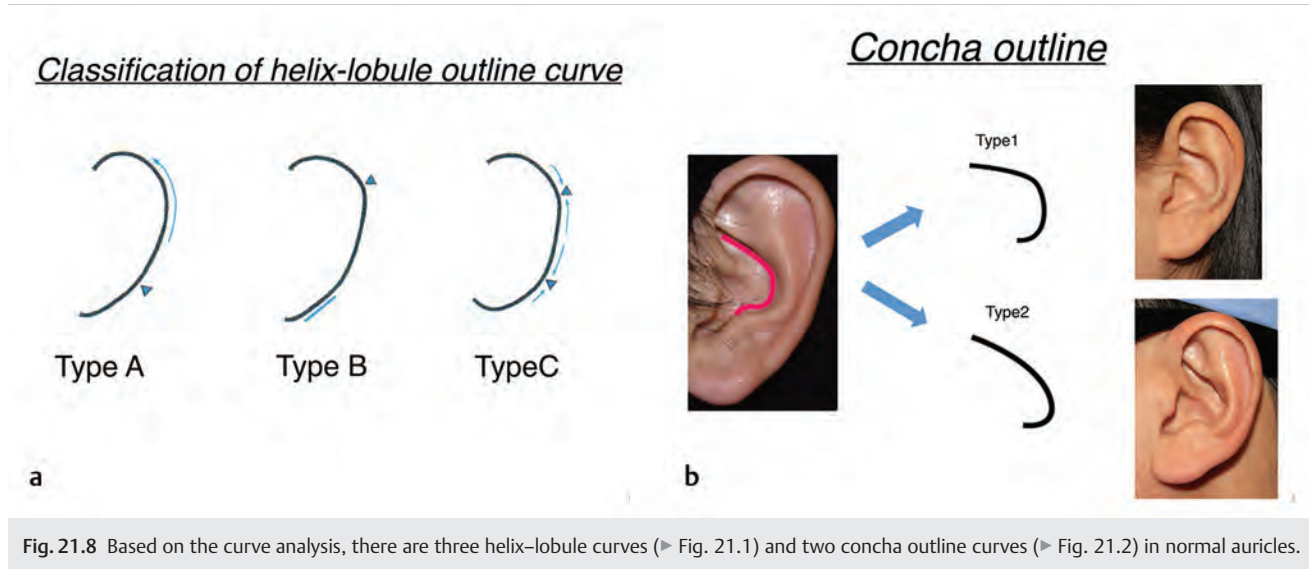 Classification of helix-lobule outline curve
Type A
Type B
TypeC
a
Concha outline
Type1
Type2
b
Fig. 21.8 Based on the curve analysis, there are three helix–lobule curves (► Fig. 21.1) and two concha outline curves (► Fig. 21.2) in normal auricles.